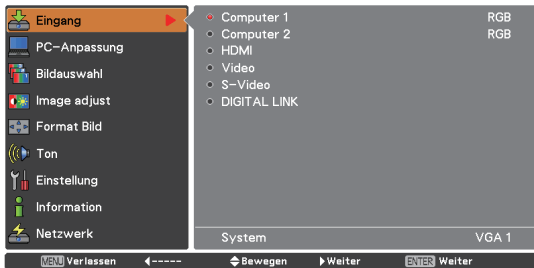 Eingang
PC-Anpassung
Bildauswahl
Image adjust
Format Bild
Ton
Einstellung
Information
Netzwerk
Computer 1 RGB
Computer 2 RGB
HDMI
Video
S-Video
DIGITAL LINK
System VGA 1
MENU Verlassen ----- Bewegen Weiter ENTER Weiter